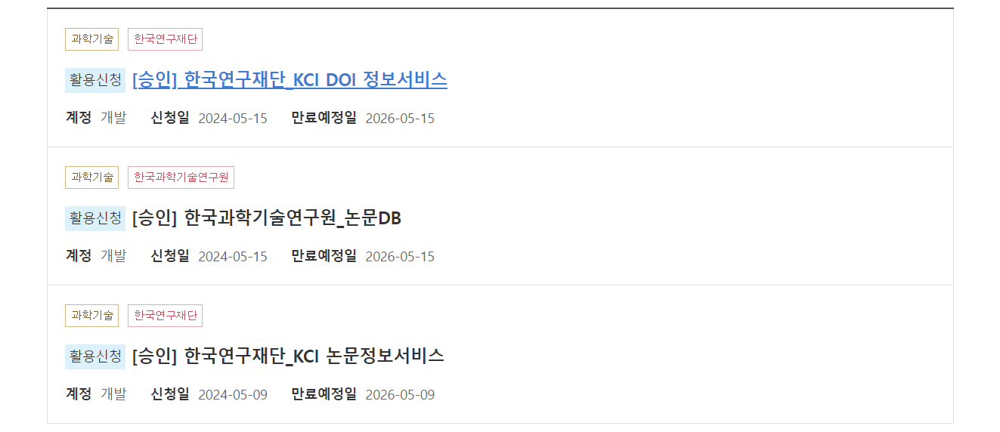 과학기술 한국연구재단
활용신청 [승인] 한국연구재단_KCI DOI 정보서비스
계정 개발 신청일 2024-05-15 만료예정일 2026-05-15
과학기술 한국과학기술연구원
활용신청 [승인] 한국과학기술연구원_논문DB
계정 개발 신청일 2024-05-15 만료예정일 2026-05-15
과학기술 한국연구재단
활용신청 [승인] 한국연구재단_KCI 논문정보서비스
계정 개발 신청일 2024-05-09 만료예정일 2026-05-09